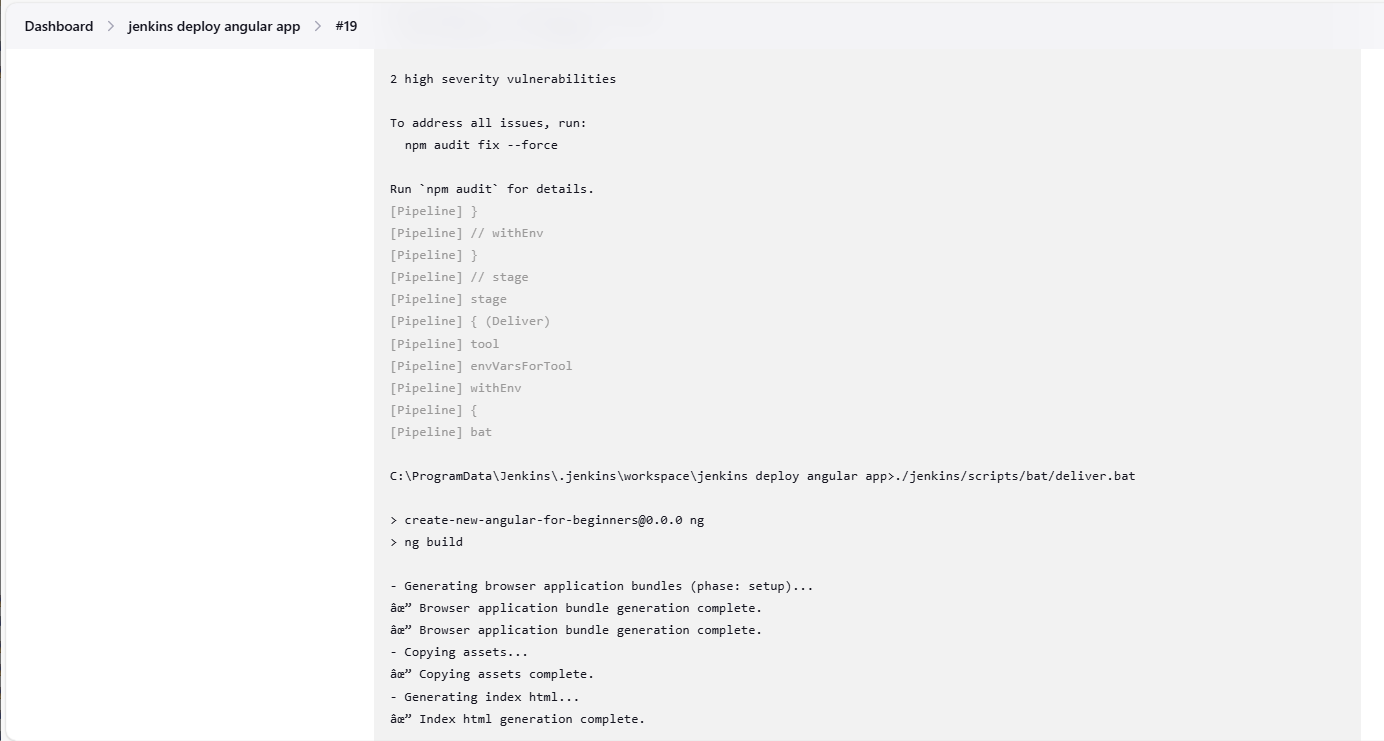 Dashboard > jenkins deploy angular app > #19
2 high severity vulnerabilities
To address all issues, run:
npm audit fix --force
Run `npm audit` for details.
[Pipeline] }
[Pipeline] // withEnv
[Pipeline] }
[Pipeline] // stage
[Pipeline] stage
[Pipeline] { (Deliver)
[Pipeline] tool
[Pipeline] envVarsForTool
[Pipeline] withEnv
[Pipeline] {
[Pipeline] bat
C:\ProgramData\Jenkins\.jenkins\workspace\jenkins deploy angular app>./jenkins/scripts/bat/deliver.bat
> create-new-angular-for-beginners@0.0.0 ng
> ng build
- Generating browser application bundles (phase: setup)...
âœ” Browser application bundle generation complete.
âœ” Browser application bundle generation complete.
- Copying assets...
âœ” Copying assets complete.
- Generating index html...
âœ” Index html generation complete.